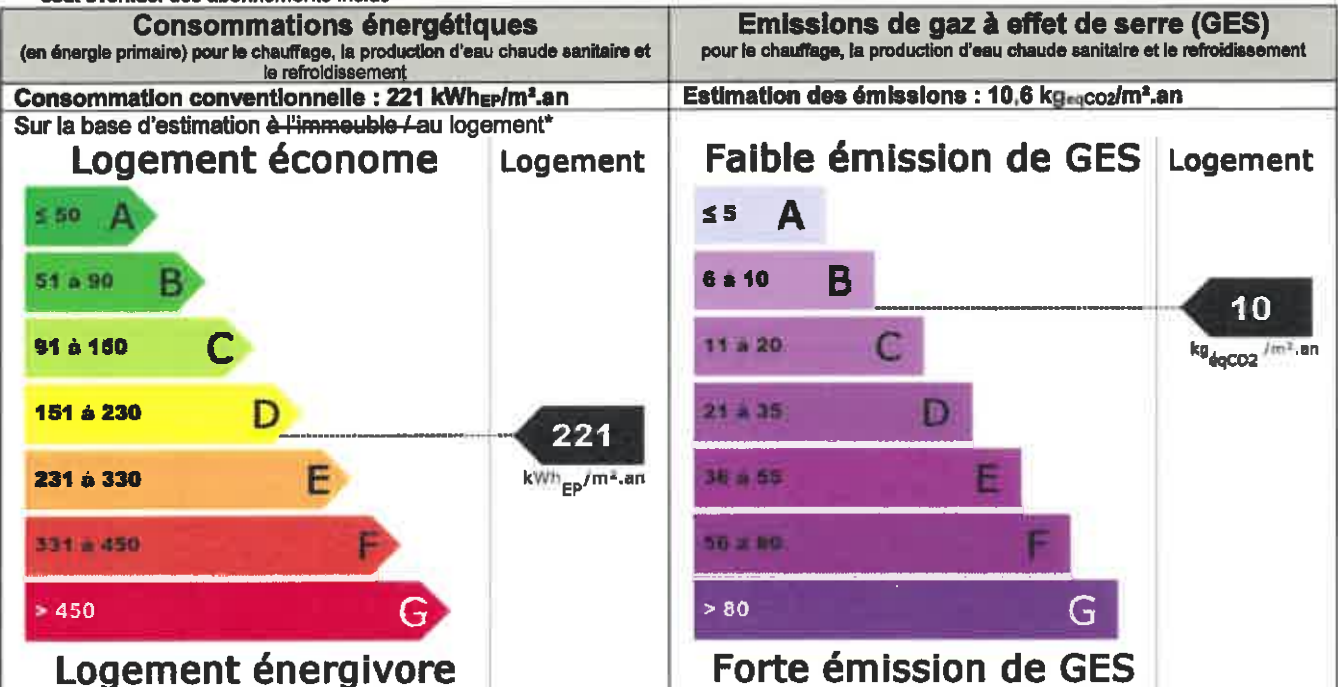 Consommations énergétiques
(en énergie primaire) pour le chauffage, la production d'eau chaude sanitaire et
le refroidissement
Consommation conventionnelle : 221 kWhEP/m².an
Sur la base d'estimation à l'immeuble / au logement*
Logement économe
Logement
≤ 50 A
51 à 90 B
91 à 150 C
151 à 230 D
231 à 330 E
331 à 450 F
> 450 G
221
kWhEP/m².an
Logement énergivore
Emissions de gaz à effet de serre (GES)
pour le chauffage, la production d'eau chaude sanitaire et le refroidissement
Estimation des émissions : 10,6 kgeqCO2/m².an
Faible émission de GES
Logement
≤ 5 A
6 à 10 B
11 à 20 C
21 à 35 D
36 à 55 E
56 à 80 F
> 80 G
10
kgéqCO2 /m².an
Forte émission de GES